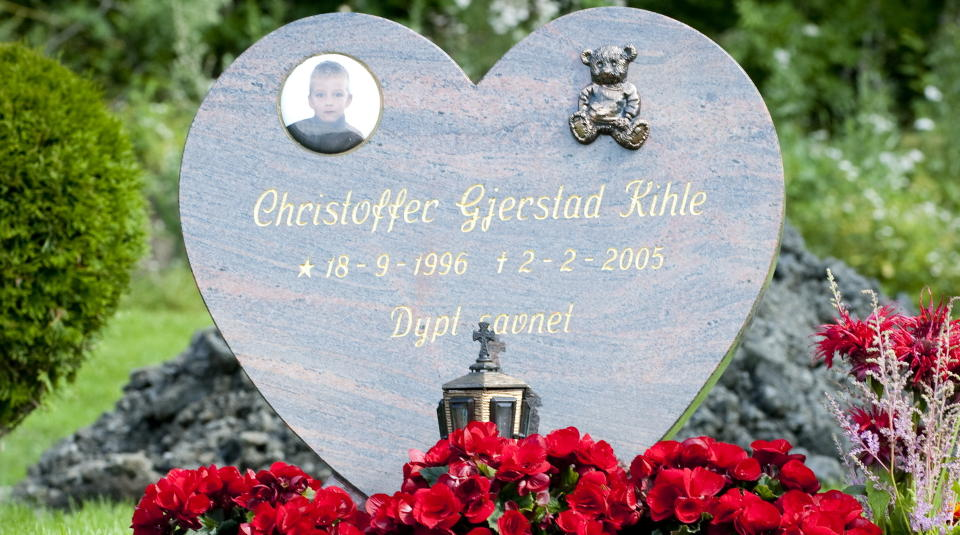 Christoffer Gjerstad Kihle
★ 18-9-1996 † 2-2-2005
Dypt savnet